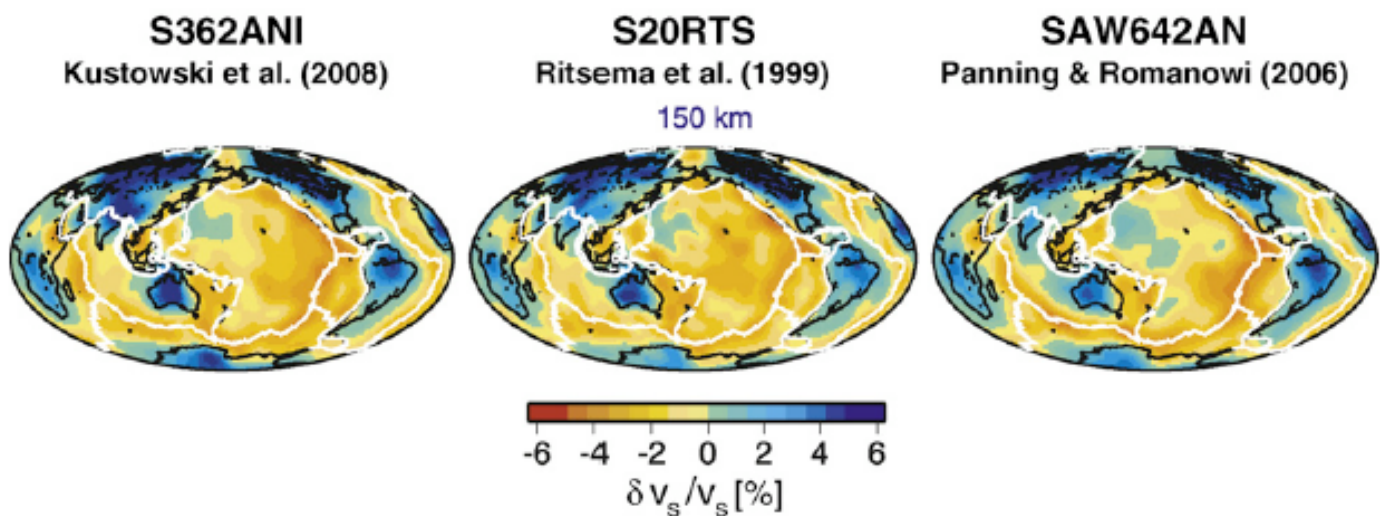 S362ANI
Kustowski et al. (2008)
S20RTS
Ritsema et al. (1999)
SAW642AN
Panning & Romanowi (2006)
150 km
-6 -4 -2 0 2 4 6
δ vs/vs [%]